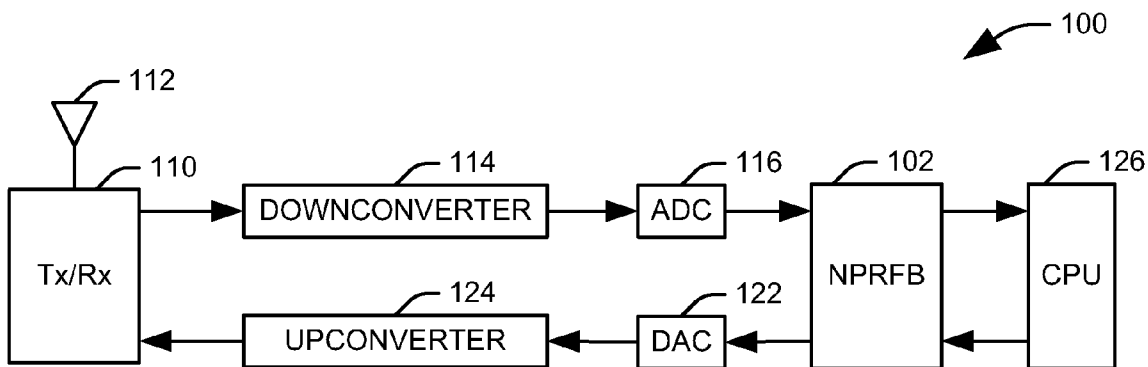 100
112
110
114
116
102
126
DOWNCONVERTER
ADC
Tx/Rx
NPRFB
CPU
124
122
UPCONVERTER
DAC